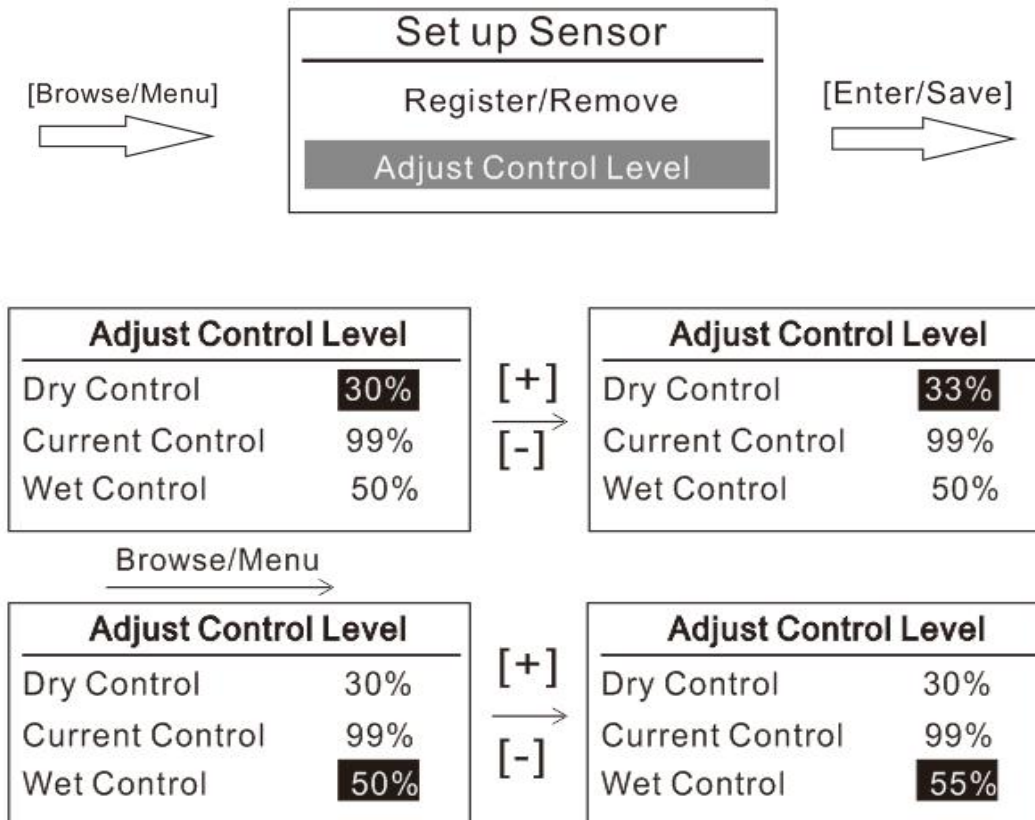 Set up Sensor
[Browse/Menu]
Register/Remove
[Enter/Save]
Adjust Control Level
Adjust Control Level
Dry Control 30%
Current Control 99%
Wet Control 50%
[+]
[-]
Adjust Control Level
Dry Control 33%
Current Control 99%
Wet Control 50%
Browse/Menu
Adjust Control Level
Dry Control 30%
Current Control 99%
Wet Control 50%
[+]
[-]
Adjust Control Level
Dry Control 30%
Current Control 99%
Wet Control 55%